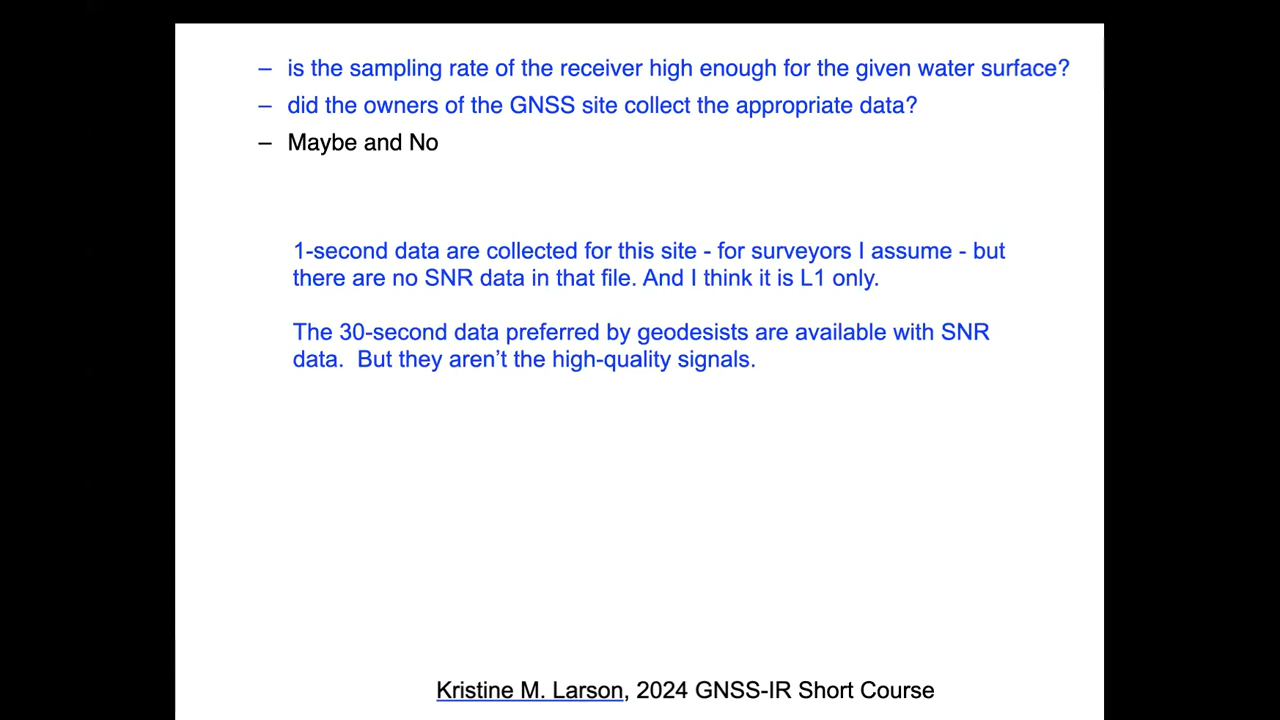 – is the sampling rate of the receiver high enough for the given water surface?
– did the owners of the GNSS site collect the appropriate data?
– Maybe and No
1-second data are collected for this site - for surveyors I assume - but
there are no SNR data in that file. And I think it is L1 only.
The 30-second data preferred by geodesists are available with SNR
data.  But they aren’t the high-quality signals.
Kristine M. Larson, 2024 GNSS-IR Short Course